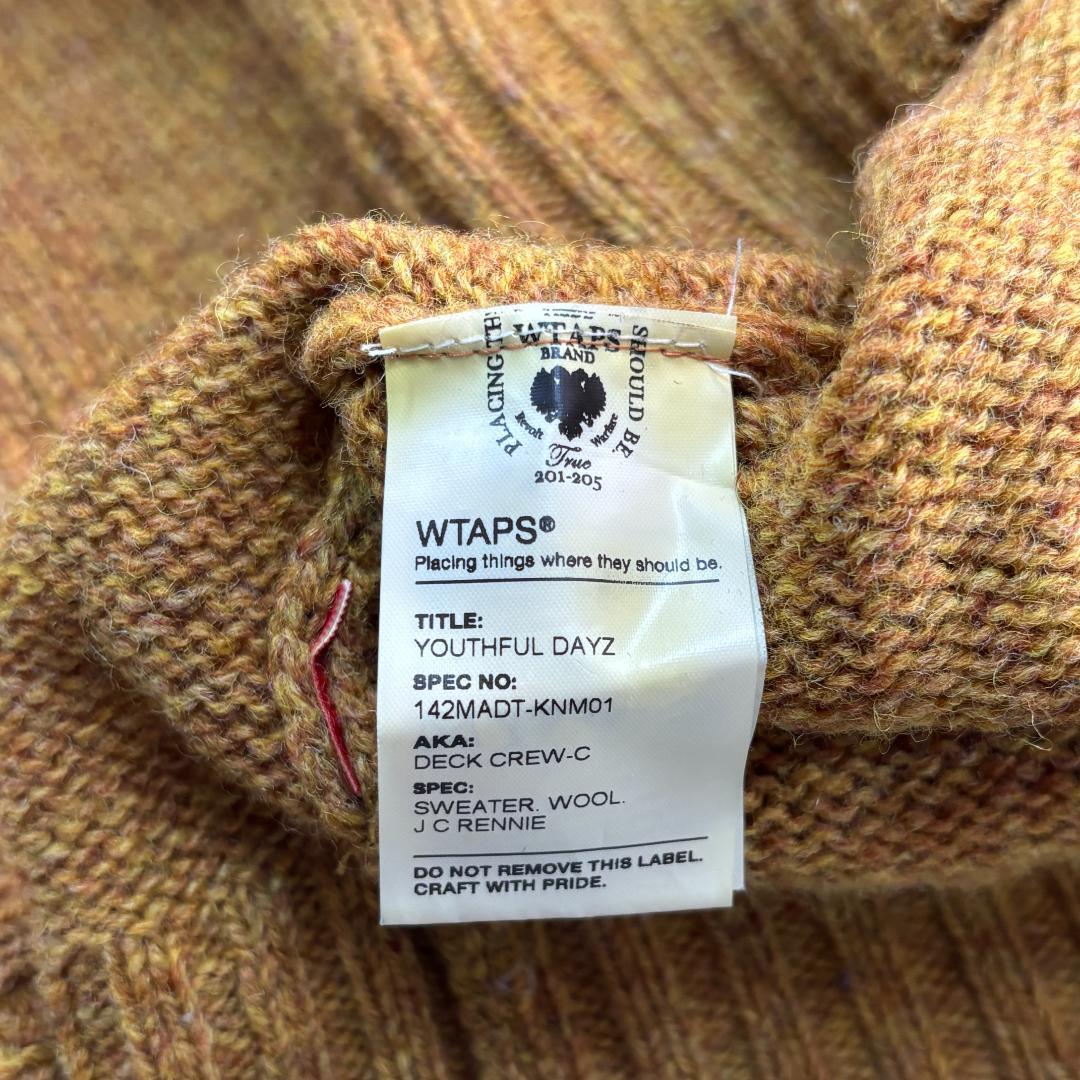 PLACING TH
WTAPS
SHOULD BE.
BRAND
Revolt
Warfare
True
201-205
WTAPS®
Placing things where they should be.
TITLE:
YOUTHFUL DAYZ
SPEC NO:
142MADT-KNM01
AKA:
DECK CREW-C
SPEC:
SWEATER. WOOL.
J C RENNIE
DO NOT REMOVE THIS LABEL.
CRAFT WITH PRIDE.